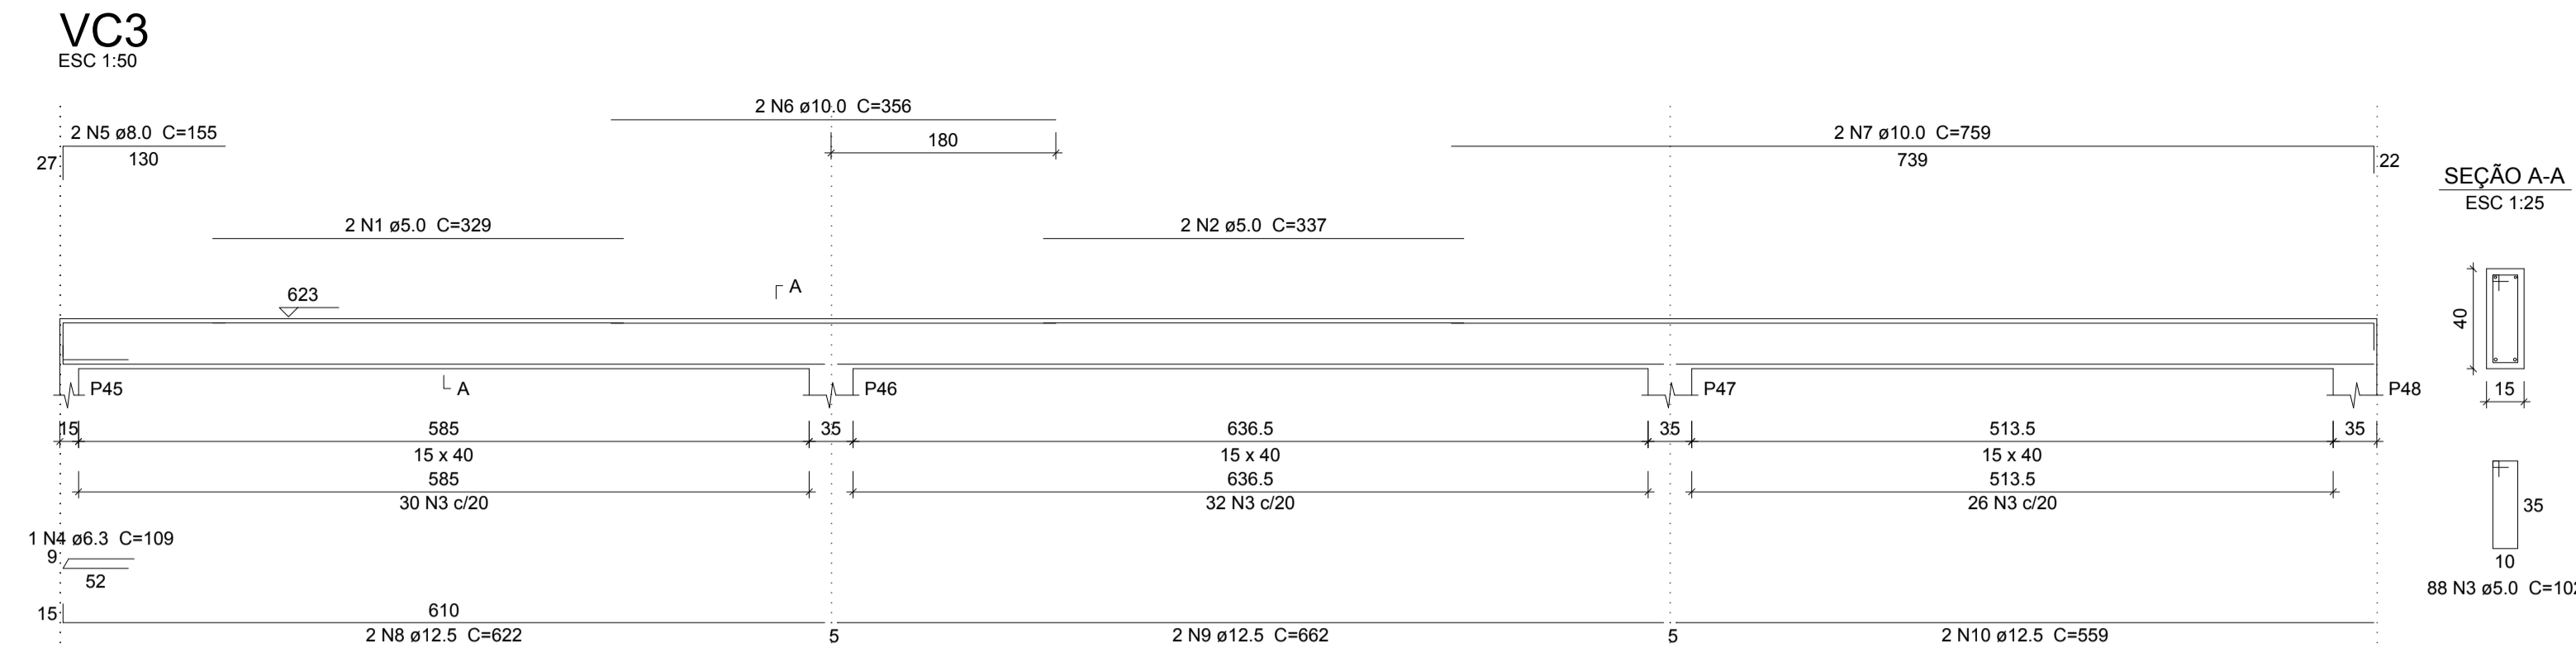 VC3
ESC 1:50
2 N6 ø10.0 C=356
180
2 N5 ø8.0 C=155
27
130
2 N7 ø10.0 C=759
739
22
SEÇÃO A-A
ESC 1:25
2 N1 ø5.0 C=329
2 N2 ø5.0 C=337
623
A
A
P45
P46
P47
P48
40
15
15
585
35
636.5
35
513.5
35
15 x 40
15 x 40
15 x 40
585
636.5
513.5
30 N3 c/20
32 N3 c/20
26 N3 c/20
35
10
88 N3 ø5.0 C=102
1 N4 ø6.3 C=109
9
52
15
610
2 N8 ø12.5 C=622
5
2 N9 ø12.5 C=662
5
2 N10 ø12.5 C=559